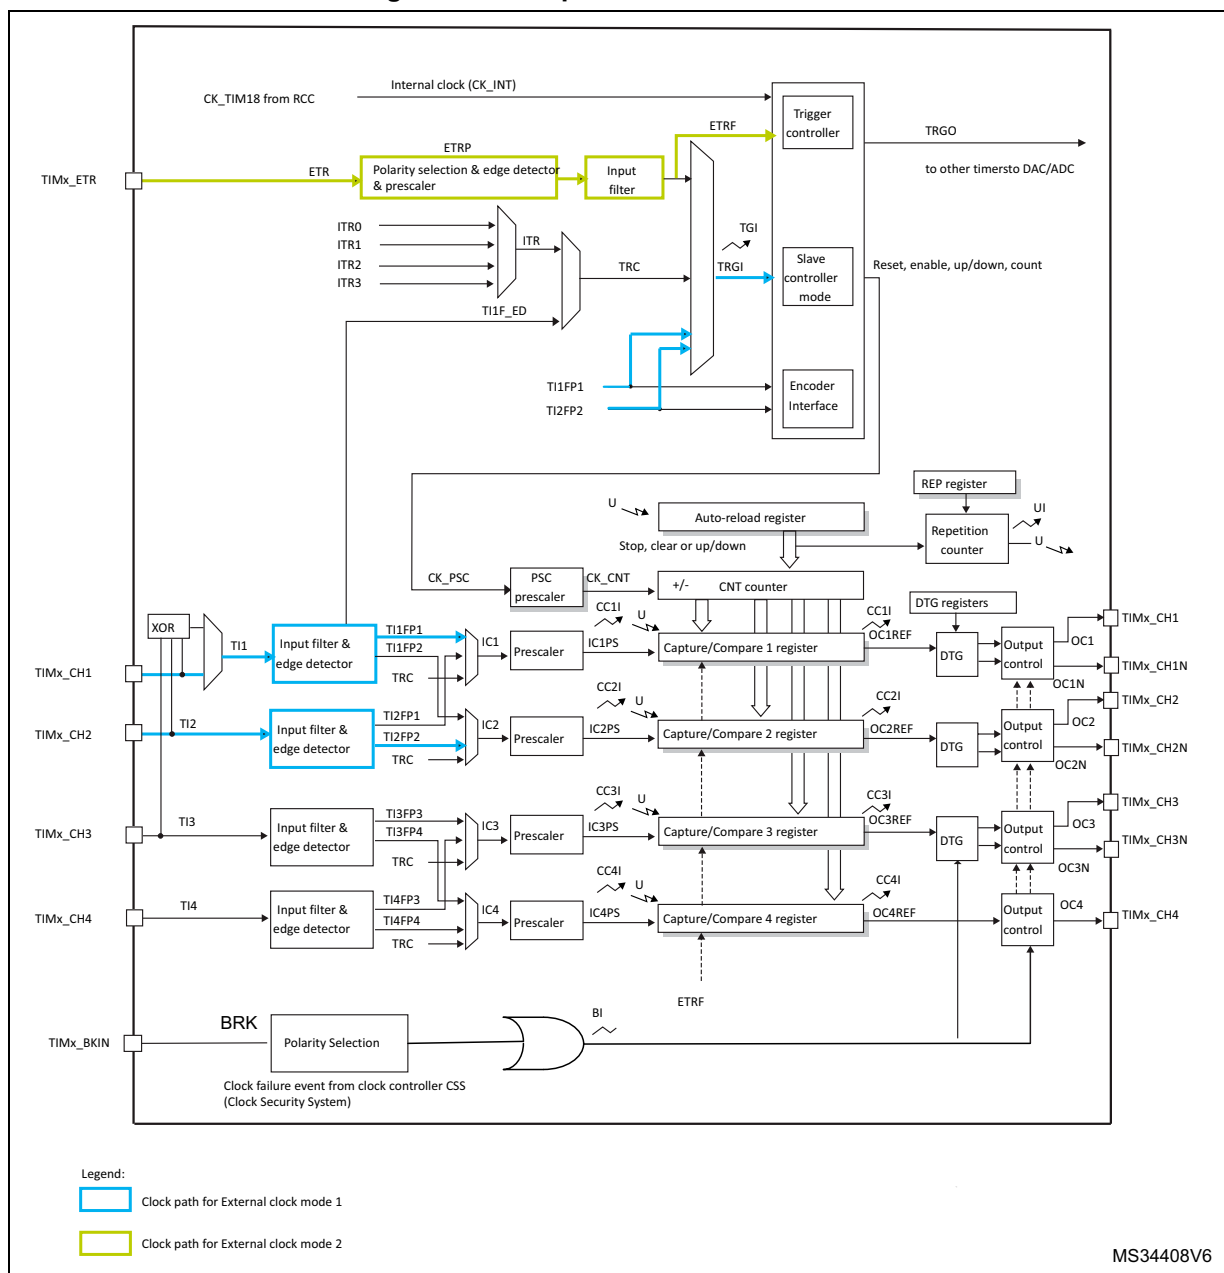 Internal clock (CK_INT)
CK_TIM18 from RCC
Trigger
controller
ETRF
TRGO
ETRP
to other timersto DAC/ADC
TIMx_ETR
ETR
Polarity selection & edge detector
& prescaler
Input
filter
ITR0
ITR1
ITR2
ITR3
ITR
TGI
TRC
TRGI
Slave
controller
mode
Reset, enable, up/down, count
TI1F_ED
TI1FP1
TI2FP2
Encoder
Interface
REP register
U
Auto-reload register
UI
Repetition
counter
U
Stop, clear or up/down
CK_PSC
PSC
prescaler
CK_CNT
+/-
CNT counter
DTG registers
XOR
TI1
Input filter &
edge detector
TI1FP1
TI1FP2
TRC
IC1
Prescaler
IC1PS
CC1I
U
Capture/Compare 1 register
CC1I
OC1REF
DTG
Output
control
OC1
OC1N
TIMx_CH1
TIMx_CH1N
TIMx_CH1
TIMx_CH2
TI2
Input filter &
edge detector
TI2FP1
TI2FP2
TRC
IC2
Prescaler
IC2PS
CC2I
U
Capture/Compare 2 register
CC2I
OC2REF
DTG
Output
control
OC2
OC2N
TIMx_CH2
TIMx_CH2N
TIMx_CH3
TI3
Input filter &
edge detector
TI3FP3
TI3FP4
TRC
IC3
Prescaler
IC3PS
CC3I
U
Capture/Compare 3 register
CC3I
OC3REF
DTG
Output
control
OC3
OC3N
TIMx_CH3
TIMx_CH3N
TIMx_CH4
TI4
Input filter &
edge detector
TI4FP3
TI4FP4
TRC
IC4
Prescaler
IC4PS
CC4I
U
Capture/Compare 4 register
CC4I
OC4REF
Output
control
OC4
TIMx_CH4
ETRF
TIMx_BKIN
BRK
Polarity Selection
BI
Clock failure event from clock controller CSS
(Clock Security System)
Legend:
Clock path for External clock mode 1
Clock path for External clock mode 2
MS34408V6